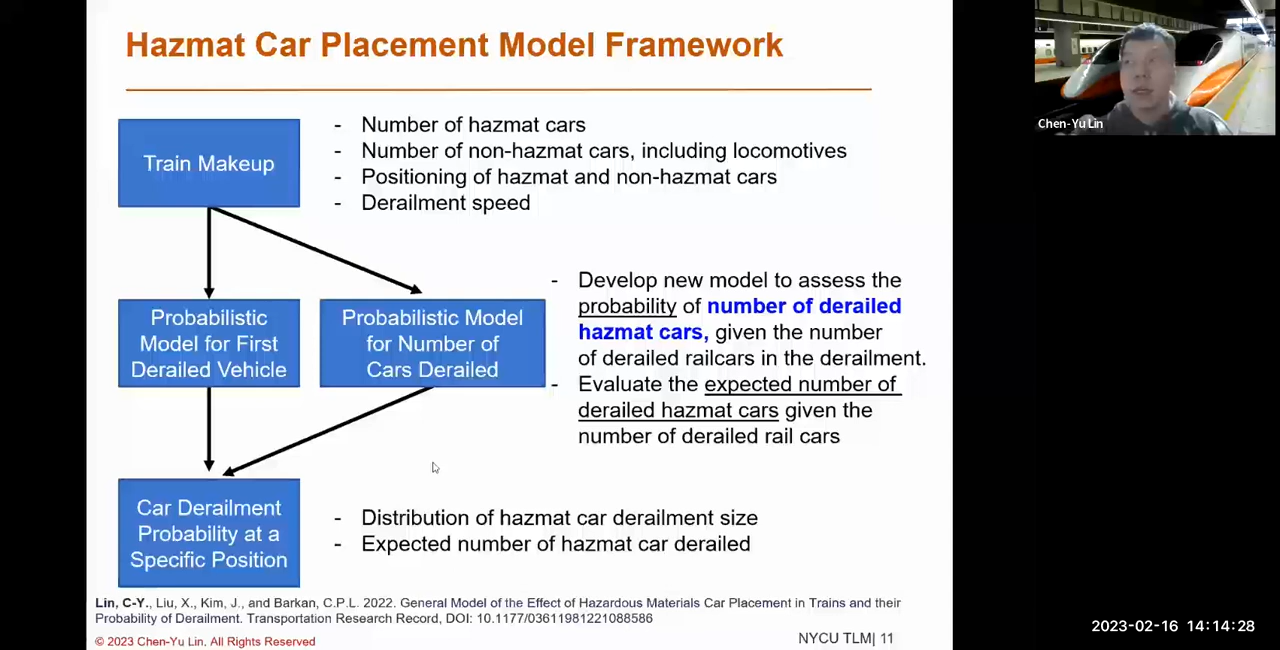 Hazmat Car Placement Model Framework
Train Makeup
- Number of hazmat cars
- Number of non-hazmat cars, including locomotives
- Positioning of hazmat and non-hazmat cars
- Derailment speed
Probabilistic
Model for First
Derailed Vehicle
Probabilistic Model
for Number of
Cars Derailed
- Develop new model to assess the
probability of number of derailed
hazmat cars, given the number
of derailed railcars in the derailment.
- Evaluate the expected number of
derailed hazmat cars given the
number of derailed rail cars
Car Derailment
Probability at a
Specific Position
- Distribution of hazmat car derailment size
- Expected number of hazmat car derailed
Lin, C-Y., Liu, X., Kim, J., and Barkan, C.P.L. 2022. General Model of the Effect of Hazardous Materials Car Placement in Trains and their
Probability of Derailment. Transportation Research Record, DOI: 10.1177/03611981221088586
© 2023 Chen-Yu Lin. All Rights Reserved
NYCU TLM| 11
Chen-Yu Lin
2023-02-16 14:14:28